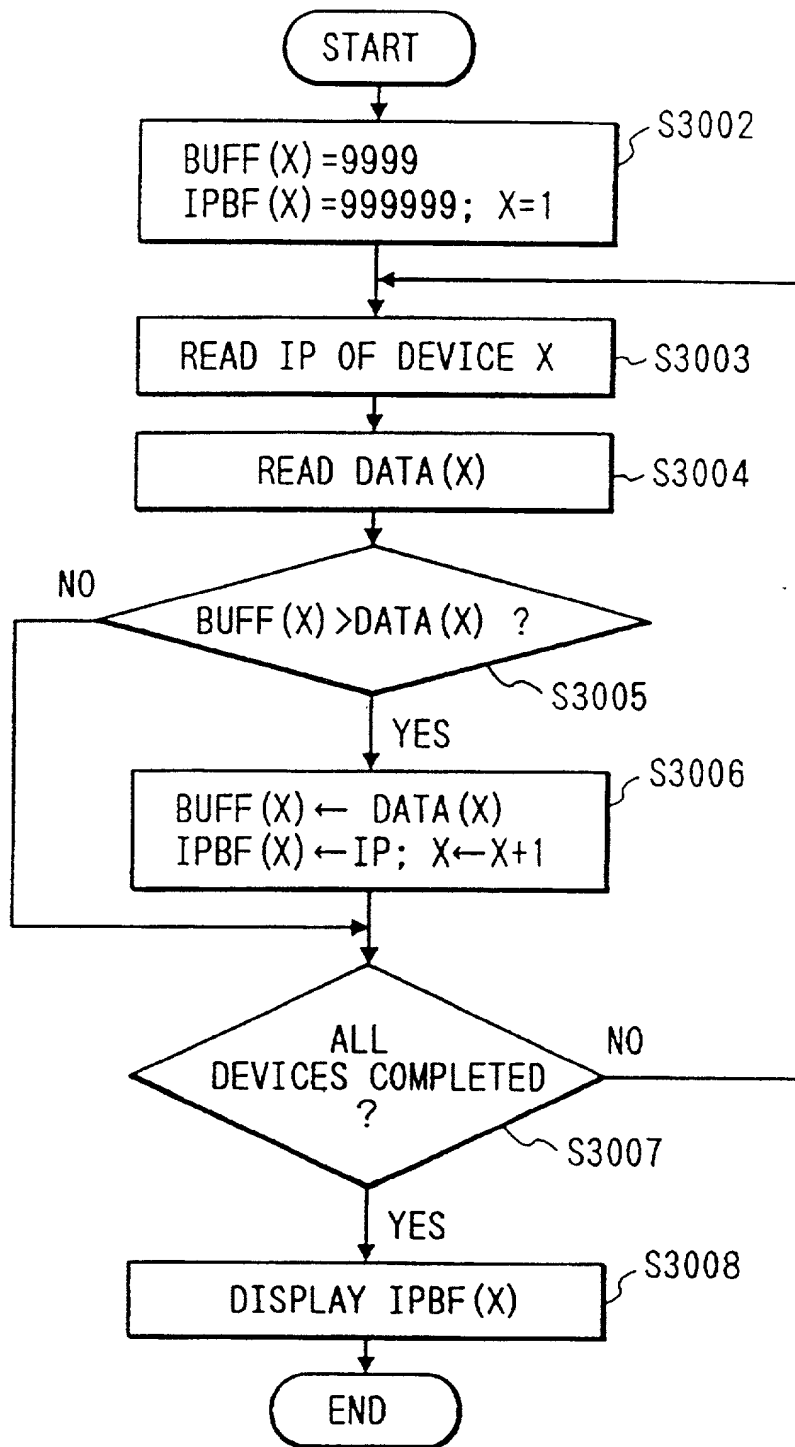 START
S3002
BUFF(X)=9999
IPBF(X)=999999; X=1
READ IP OF DEVICE X
S3003
READ DATA(X)
S3004
NO
BUFF(X)>DATA(X) ?
S3005
YES
S3006
BUFF(X)← DATA(X)
IPBF(X)←IP; X←X+1
ALL
DEVICES COMPLETED
?
NO
S3007
YES
S3008
DISPLAY IPBF(X)
END